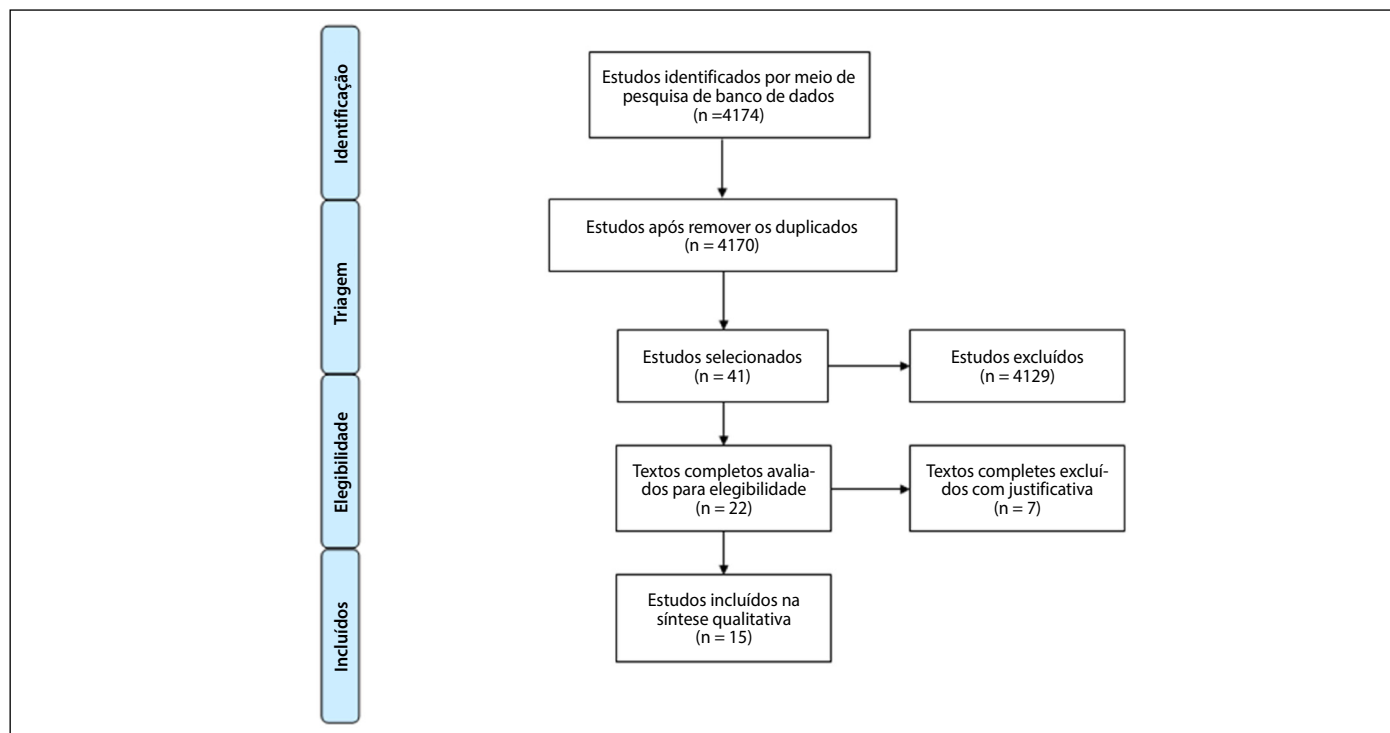 Identificação
Estudos identificados por meio de
pesquisa de banco de dados
(n =4174)
Triagem
Estudos após remover os duplicados
(n = 4170)
Estudos selecionados
(n = 41)
Estudos excluídos
(n = 4129)
Elegibilidade
Textos completos avalia-
dos para elegibilidade
(n = 22)
Textos completes excluí-
dos com justificativa
(n = 7)
Incluídos
Estudos incluídos na
síntese qualitativa
(n = 15)